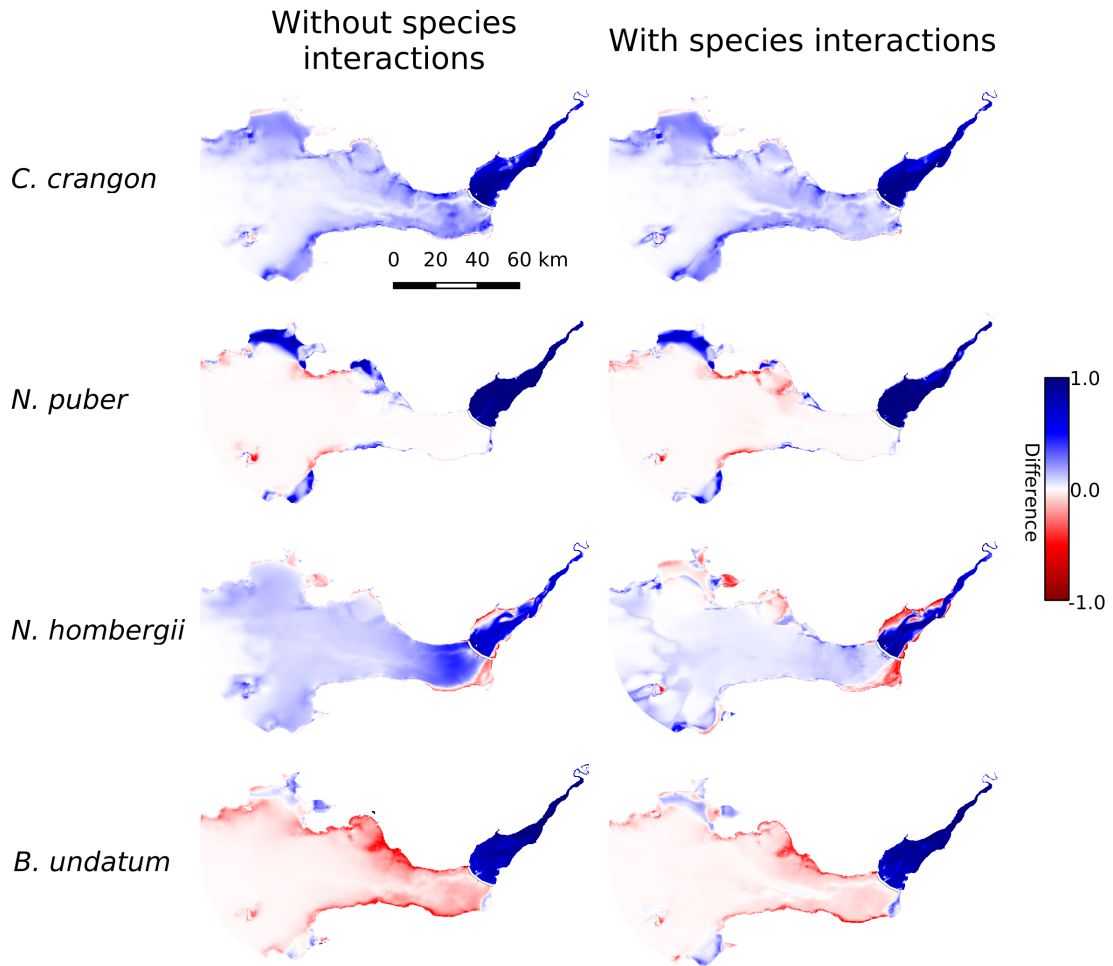 Without species
interactions
With species interactions
C. crangon
0 20 40 60 km
N. puber
1.0
0.0
-1.0
Difference
N. hombergii
B. undatum